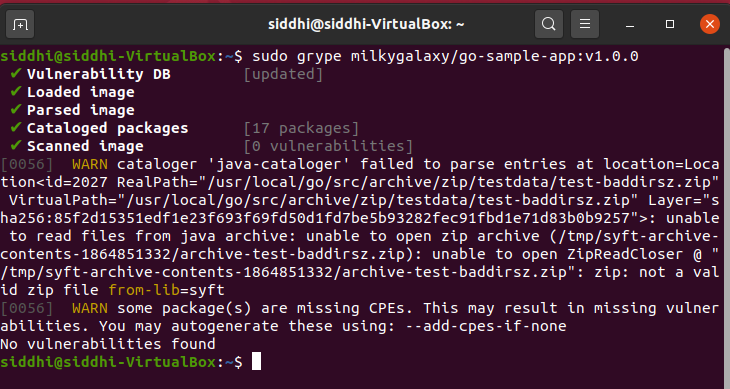 siddhi@siddhi-VirtualBox: ~
siddhi@siddhi-VirtualBox:~$ sudo grype milkygalaxy/go-sample-app:v1.0.0
✔ Vulnerability DB [updated]
✔ Loaded image
✔ Parsed image
✔ Cataloged packages [17 packages]
✔ Scanned image [0 vulnerabilities]
[0056] WARN cataloger 'java-cataloger' failed to parse entries at location=Loca
tion<id=2027 RealPath="/usr/local/go/src/archive/zip/testdata/test-baddirsz.zip"
VirtualPath="/usr/local/go/src/archive/zip/testdata/test-baddirsz.zip" Layer="s
ha256:85f2d15351edf1e23f693f69fd50d1fd7be5b93282fec91fbd1e71d83b0b9257">: unable
to read files from java archive: unable to open zip archive (/tmp/syft-archive-
contents-1864851332/archive-test-baddirsz.zip): unable to open ZipReadCloser @ "
/tmp/syft-archive-contents-1864851332/archive-test-baddirsz.zip": zip: not a val
id zip file from-lib=syft
[0056] WARN some package(s) are missing CPEs. This may result in missing vulner
abilities. You may autogenerate these using: --add-cpes-if-none
No vulnerabilities found
siddhi@siddhi-VirtualBox:~$